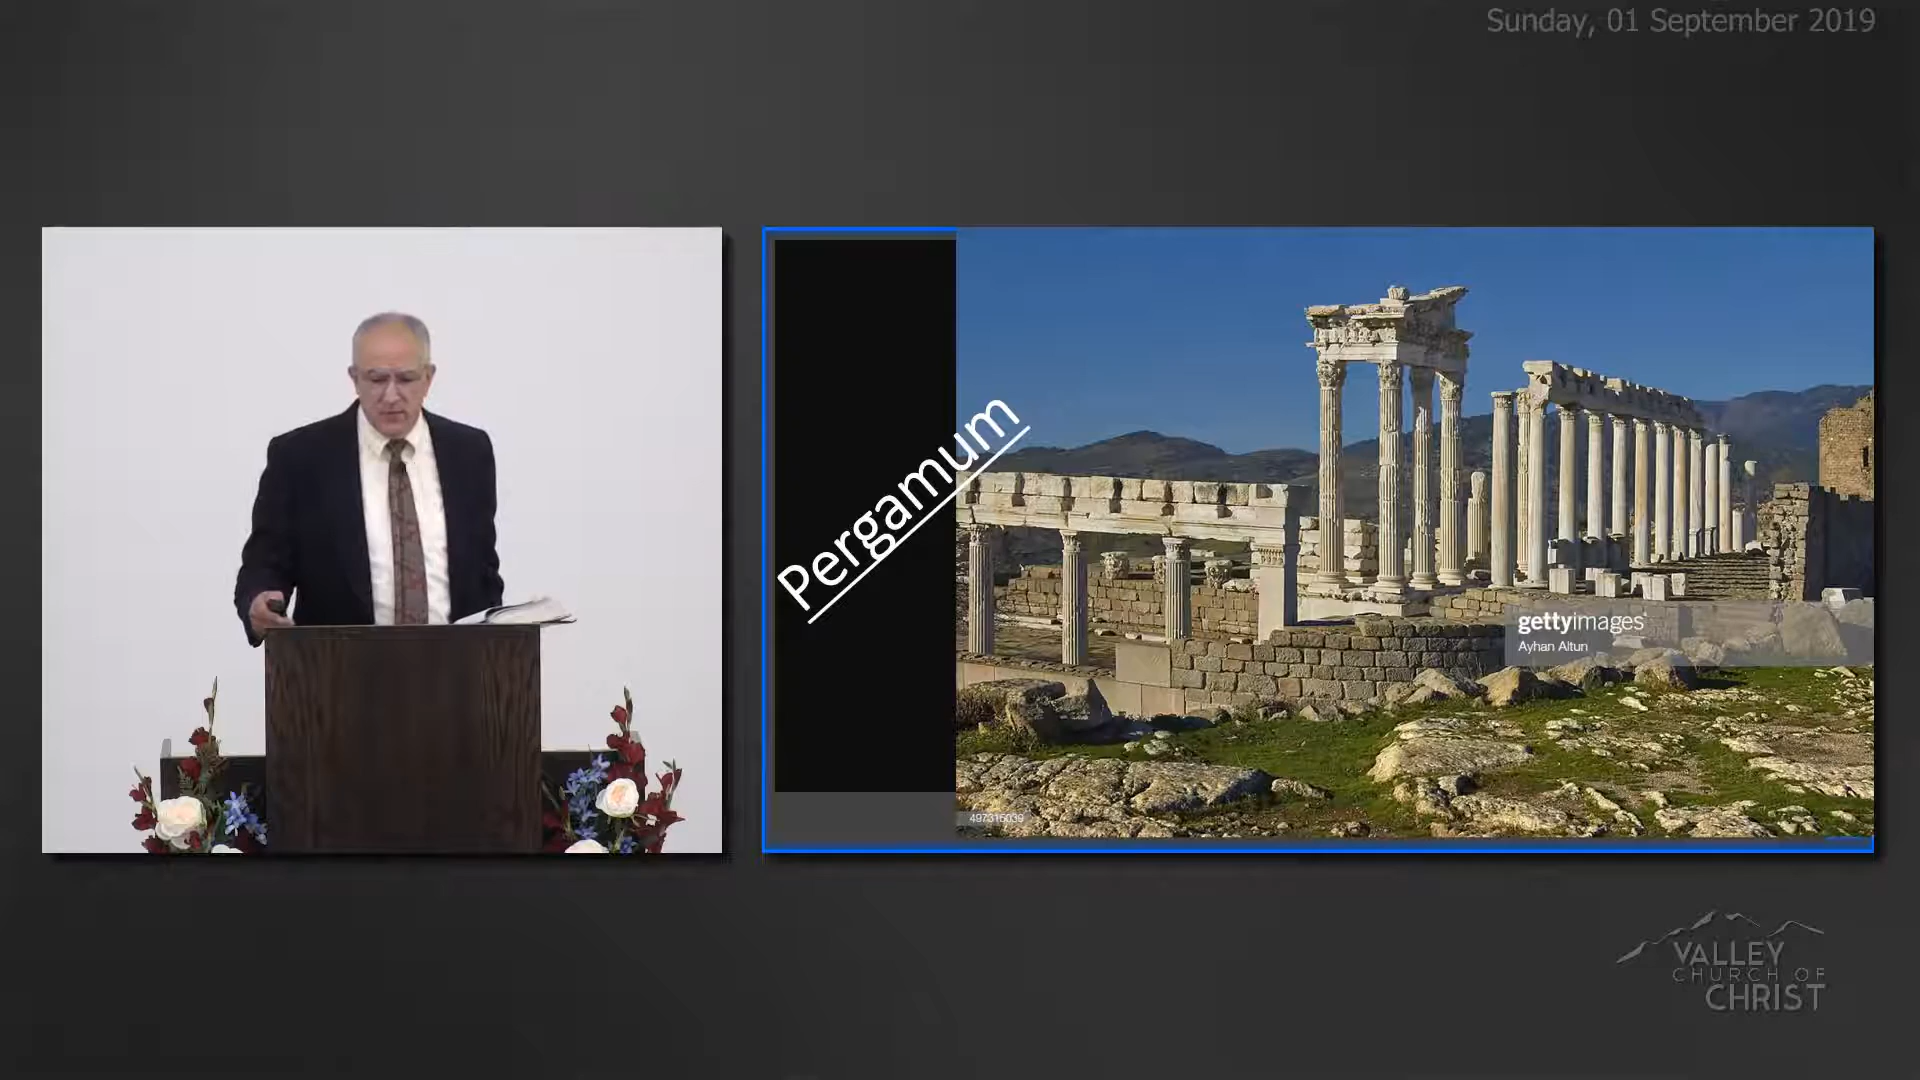 Sunday, 01 September 2019
Pergamum
gettyimages
Ayhan Altun
497315039
VALLEY
CHURCH OF
CHRIST